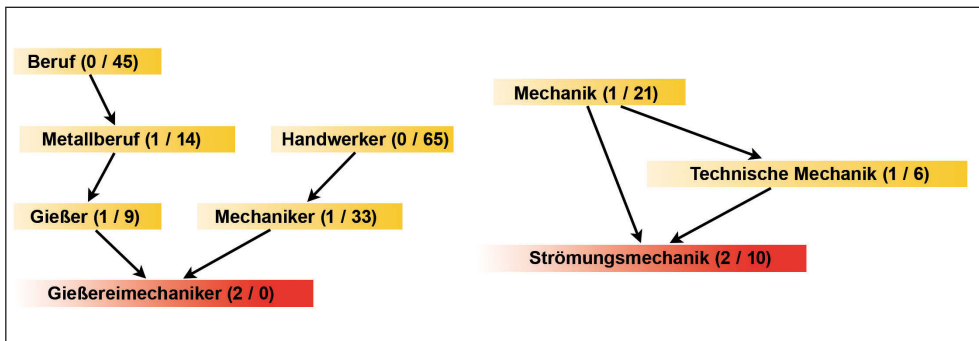 Beruf (0 / 45)
Metallberuf (1 / 14)
Handwerker (0 / 65)
Gießer (1 / 9)
Mechaniker (1 / 33)
Gießereimechaniker (2 / 0)
Mechanik (1 / 21)
Technische Mechanik (1 / 6)
Strömungsmechanik (2 / 10)